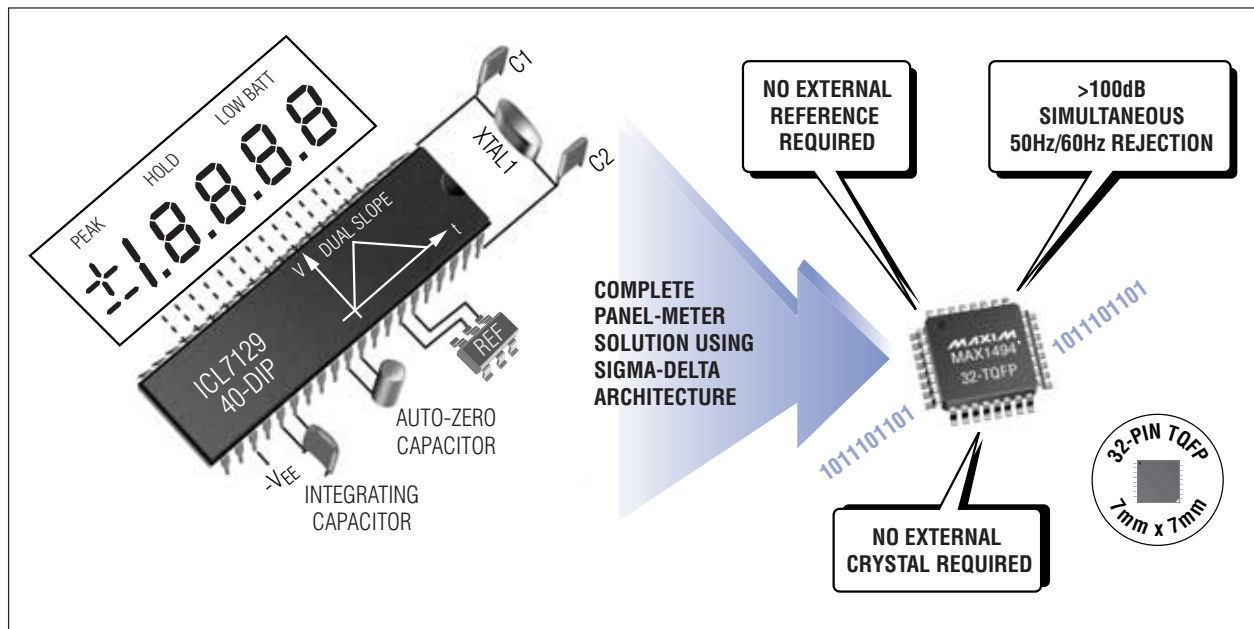 PEAK
HOLD
LOW BATT
±1.8.8.8.8
C1
XTAL1
C2
V
DUAL SLOPE
t
ICL7129
40-DIP
REF
AUTO-ZERO
CAPACITOR
-VEE
INTEGRATING
CAPACITOR
COMPLETE
PANEL-METER
SOLUTION USING
SIGMA-DELTA
ARCHITECTURE
NO EXTERNAL
REFERENCE
REQUIRED
>100dB
SIMULTANEOUS
50Hz/60Hz REJECTION
1011101101
MAXIM
MAX1494*
32-TQFP
1011101101
NO EXTERNAL
CRYSTAL REQUIRED
32-PIN TQFP
7mm x 7mm